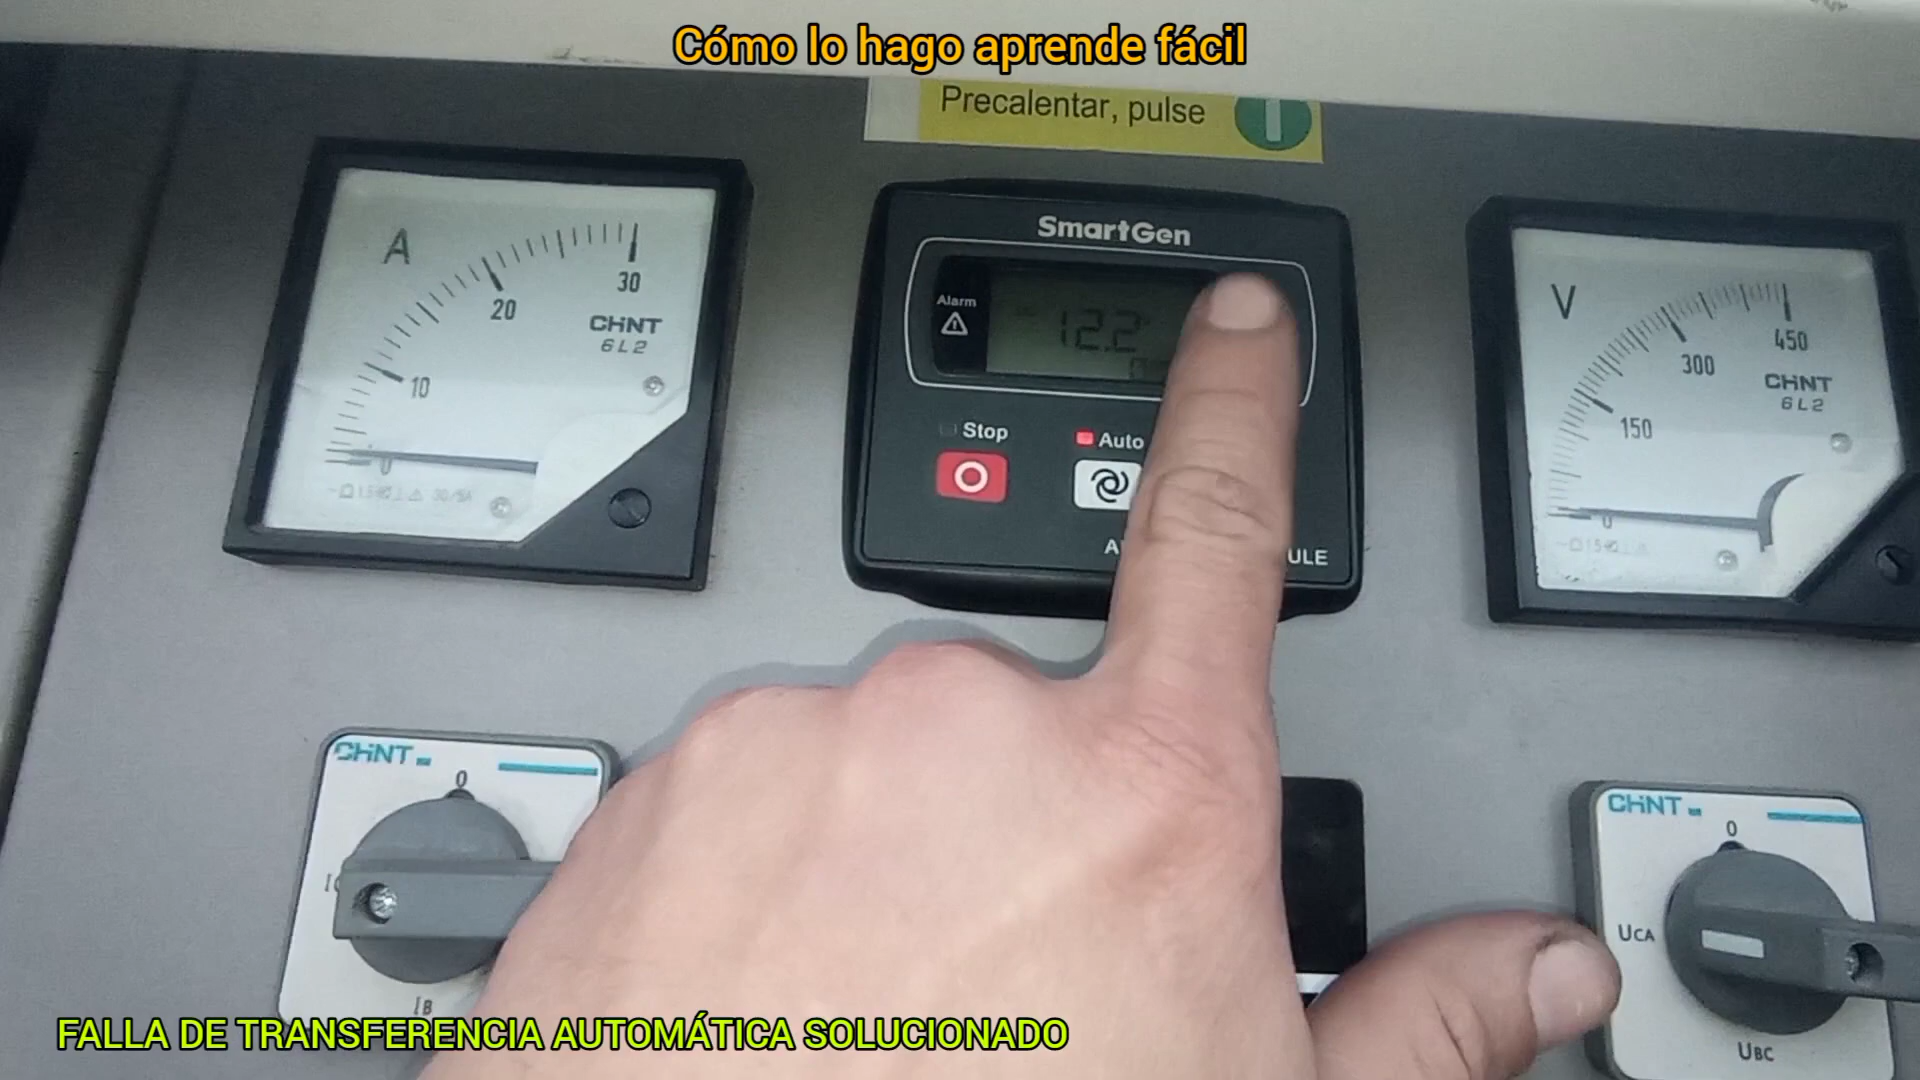 Cómo lo hago aprende fácil
Precalentar, pulse
SmartGen
A
30
20
CHNT
6L2
10
0
Alarm
12.2
Stop
Auto
ULE
V
450
300
CHNT
6L2
150
0
CHNT
0
IB
CHNT
0
UCA
UBC
FALLA DE TRANSFERENCIA AUTOMÁTICA SOLUCIONADO